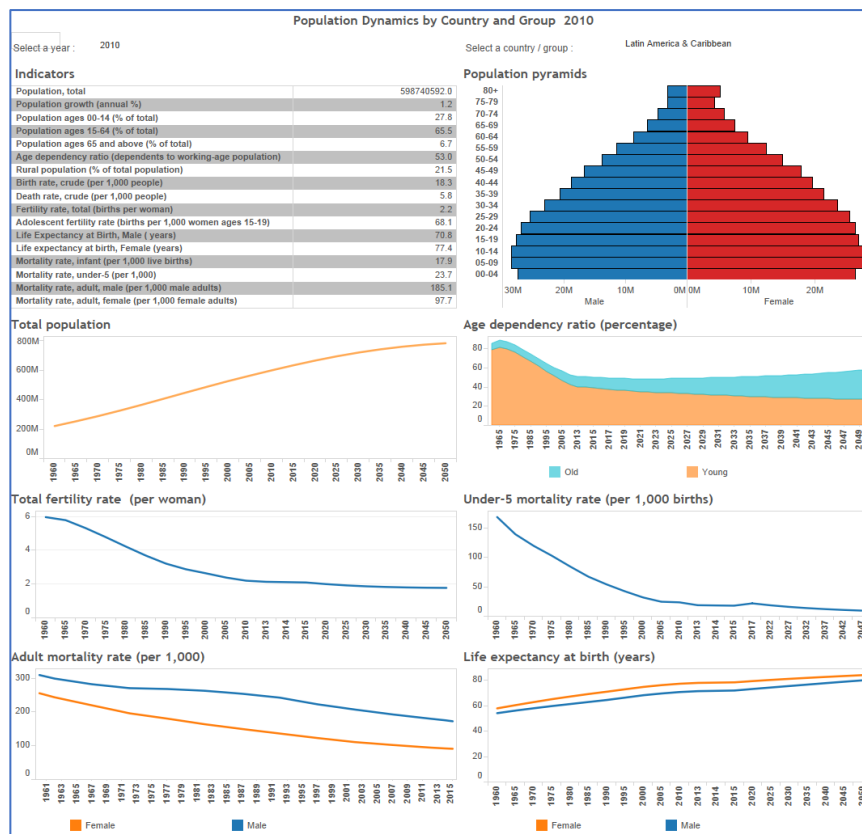 Population Dynamics by Country and Group 2010
Select a year : 2010
Select a country / group : Latin America & Caribbean
Indicators
Population, total 598740592.0
Population growth (annual %) 1.2
Population ages 00-14 (% of total) 27.8
Population ages 15-64 (% of total) 65.5
Population ages 65 and above (% of total) 6.7
Age dependency ratio (dependents to working-age population) 53.0
Rural population (% of total population) 21.5
Birth rate, crude (per 1,000 people) 18.3
Death rate, crude (per 1,000 people) 5.8
Fertility rate, total (births per woman) 2.2
Adolescent fertility rate (births per 1,000 women ages 15-19) 68.1
Life Expectancy at Birth, Male ( years) 70.8
Life expectancy at birth, Female (years) 77.4
Mortality rate, infant (per 1,000 live births) 17.9
Mortality rate, under-5 (per 1,000) 23.7
Mortality rate, adult, male (per 1,000 male adults) 185.1
Mortality rate, adult, female (per 1,000 female adults) 97.7
Population pyramids
80+
75-79
70-74
65-69
60-64
55-59
50-54
45-49
40-44
35-39
30-34
25-29
20-24
15-19
10-14
05-09
00-04
30M 20M 10M 0M 10M 20M
Male Female
Total population
800M
600M
400M
200M
0M
1960 1965 1970 1975 1980 1985 1990 1995 2000 2005 2010 2015 2020 2025 2030 2035 2040 2045 2050
Age dependency ratio (percentage)
80
60
40
20
0
1965 1975 1985 1995 2005 2013 2015 2017 2019 2021 2023 2025 2027 2029 2031 2033 2035 2037 2039 2041 2043 2045 2047 2049
Old Young
Total fertility rate (per woman)
6
4
2
0
1960 1965 1970 1975 1980 1985 1990 1995 2000 2005 2010 2013 2014 2015 2020 2025 2030 2035 2040 2045 2050
Under-5 mortality rate (per 1,000 births)
150
100
50
0
1960 1965 1970 1975 1980 1985 1990 1995 2000 2005 2010 2013 2014 2015 2017 2022 2027 2032 2037 2042 2047
Adult mortality rate (per 1,000)
300
200
100
0
1961 1963 1965 1967 1971 1973 1975 1977 1979 1981 1983 1985 1987 1989 1991 1993 1995 1997 2001 2003 2005 2007 2009 2011 2013 2015
Female Male
Life expectancy at birth (years)
80
60
40
20
0
1960 1965 1970 1975 1980 1985 1990 1995 2000 2005 2010 2013 2014 2015 2020 2025 2030 2035 2040 2045 2050
Female Male